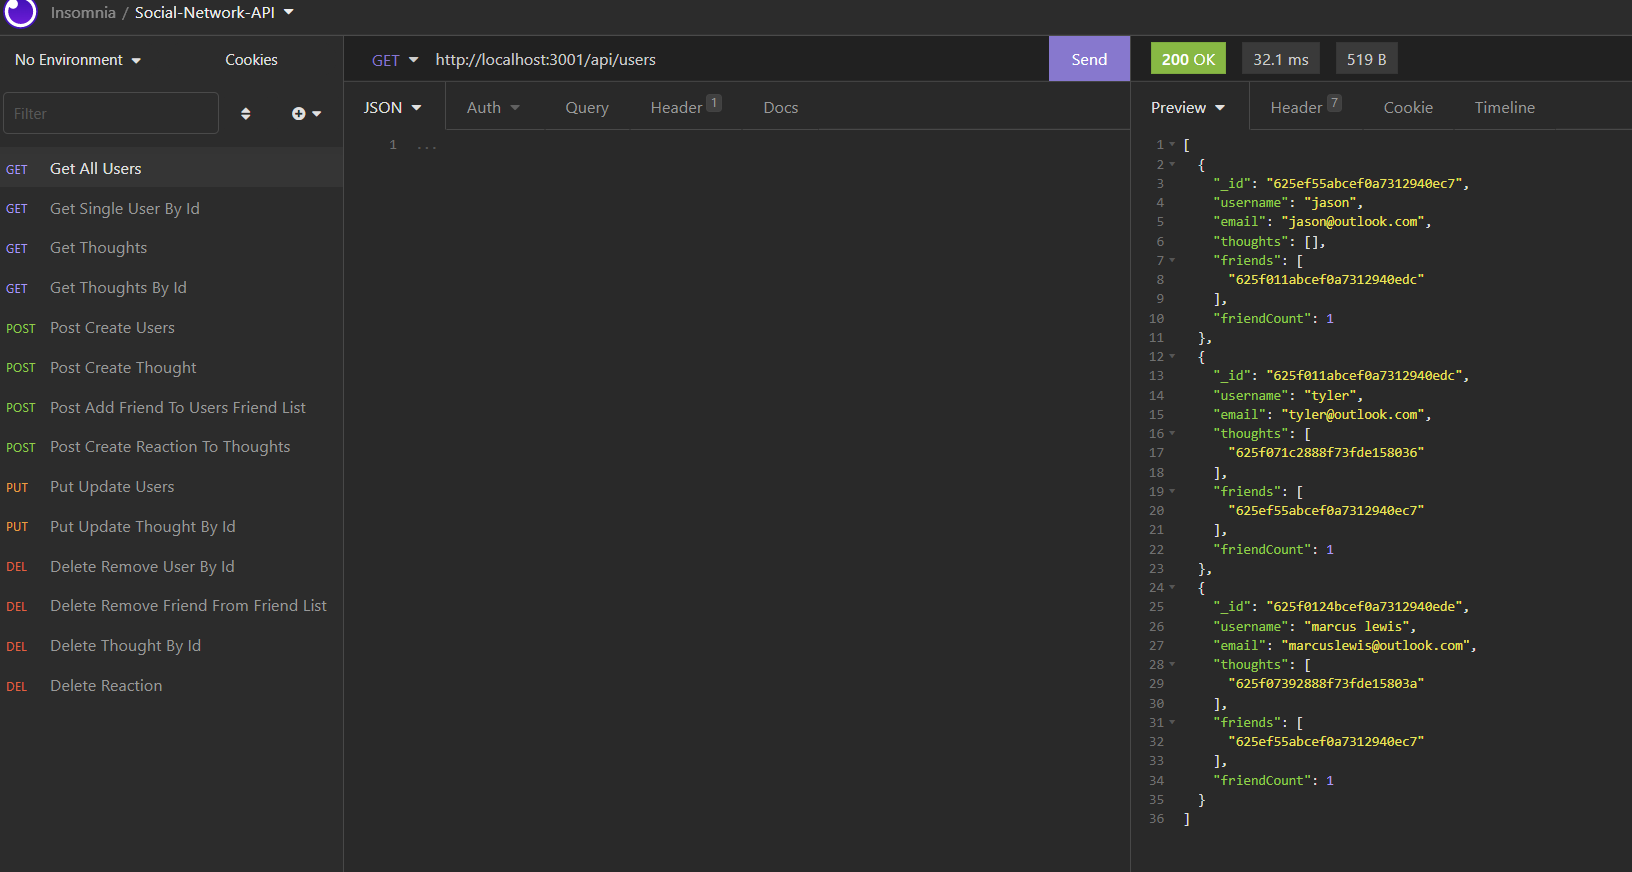 Insomnia / Social-Network-API
No Environment
Cookies
Filter
GET Get All Users
GET Get Single User By Id
GET Get Thoughts
GET Get Thoughts By Id
POST Post Create Users
POST Post Create Thought
POST Post Add Friend To Users Friend List
POST Post Create Reaction To Thoughts
PUT Put Update Users
PUT Put Update Thought By Id
DEL Delete Remove User By Id
DEL Delete Remove Friend From Friend List
DEL Delete Thought By Id
DEL Delete Reaction
GET http://localhost:3001/api/users Send
JSON Auth Query Header 1 Docs
1 ...
200 OK 32.1 ms 519 B
Preview Header 7 Cookie Timeline
1 [
2 {
3 "_id": "625ef55abcef0a7312940ec7",
4 "username": "jason",
5 "email": "jason@outlook.com",
6 "thoughts": [],
7 "friends": [
8 "625f011abcef0a7312940edc"
9 ],
10 "friendCount": 1
11 },
12 {
13 "_id": "625f011abcef0a7312940edc",
14 "username": "tyler",
15 "email": "tyler@outlook.com",
16 "thoughts": [
17 "625f071c2888f73fde158036"
18 ],
19 "friends": [
20 "625ef55abcef0a7312940ec7"
21 ],
22 "friendCount": 1
23 },
24 {
25 "_id": "625f0124bcef0a7312940ede",
26 "username": "marcus lewis",
27 "email": "marcuslewis@outlook.com",
28 "thoughts": [
29 "625f07392888f73fde15803a"
30 ],
31 "friends": [
32 "625ef55abcef0a7312940ec7"
33 ],
34 "friendCount": 1
35 }
36 ]